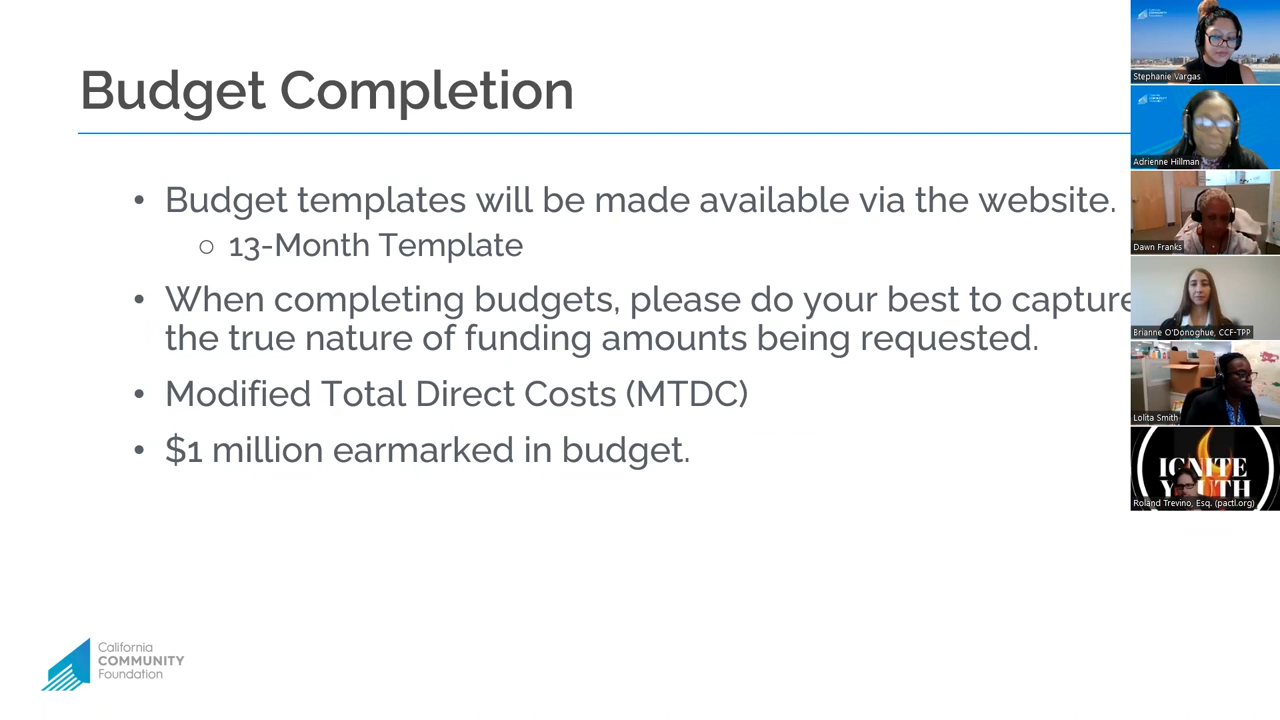 Budget Completion
• Budget templates will be made available via the website.
○ 13-Month Template
• When completing budgets, please do your best to capture
the true nature of funding amounts being requested.
• Modified Total Direct Costs (MTDC)
• $1 million earmarked in budget.
California
COMMUNITY
Foundation
Stephanie Vargas
Adrienne Hillman
Dawn Franks
Brianne O'Donoghue, CCF-TPP
Lolita Smith
IGNITE
YOUTH
Roland Trevino, Esq. (pactl.org)